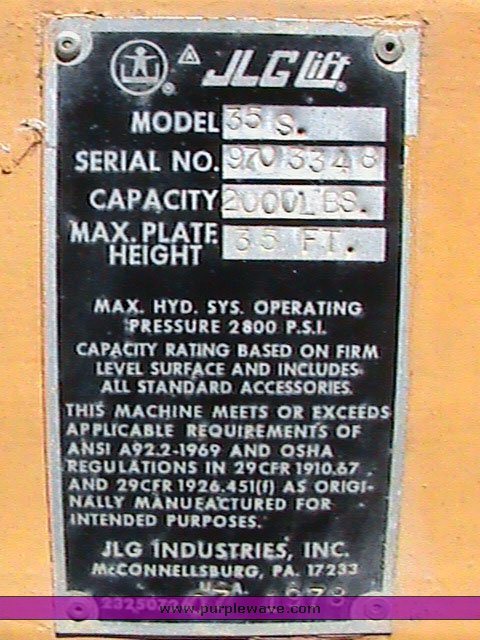 JLG Lift
MODEL 35 S.
SERIAL NO. 9703348
CAPACITY 2000LBS.
MAX. PLATF. HEIGHT 35 FT.
MAX. HYD. SYS. OPERATING
PRESSURE 2800 P.S.I.
CAPACITY RATING BASED ON FIRM
LEVEL SURFACE AND INCLUDES
ALL STANDARD ACCESSORIES.
THIS MACHINE MEETS OR EXCEEDS
APPLICABLE REQUIREMENTS OF
ANSI A92.2-1969 AND OSHA
REGULATIONS IN 29CFR 1910.67
AND 29CFR 1926.451(f) AS ORIGI-
NALLY MANUFACTURED FOR
INTENDED PURPOSES.
JLG INDUSTRIES, INC.
McCONNELLSBURG, PA. 17233
U.S.A.
1978
www.purplewave.com